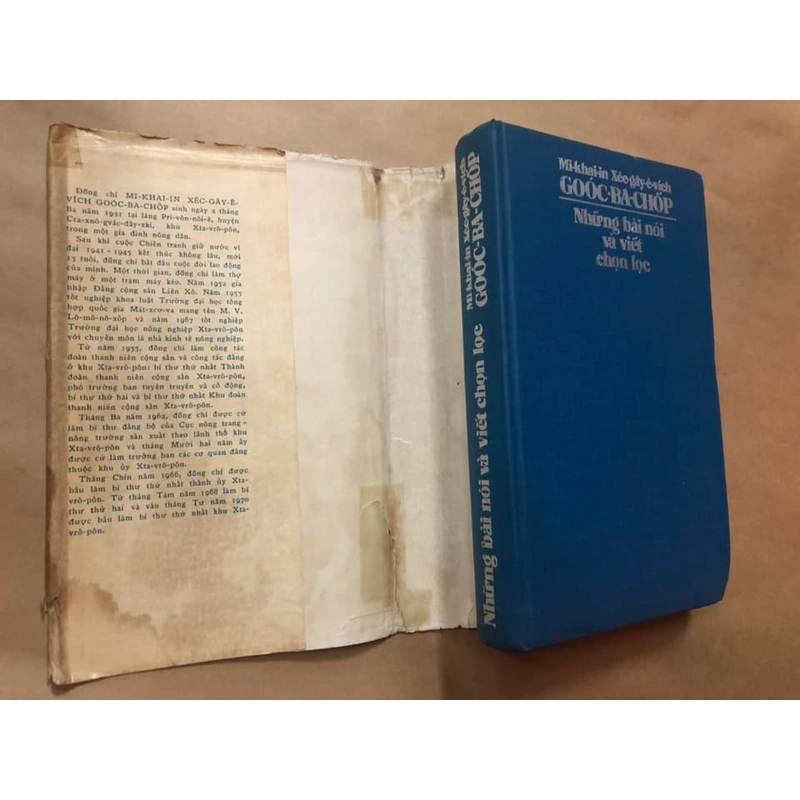 Đồng chí MI-KHAI-IN XÉC-GÂY-Ê-
VÍCH GOÓC-BA-CHỐP sinh ngày 2 tháng
Ba năm 1931 tại làng Pri-vôn-nôi-ê, huyện
Cra-xnô-gvác-đây-xki, khu Xta-vrô-pôn,
trong một gia đình nông dân.
Sau khi cuộc Chiến tranh giữ nước vĩ
đại 1941-1945 kết thúc không lâu, mới
15 tuổi, đồng chí bắt đầu cuộc đời lao động
của mình. Một thời gian, đồng chí làm thợ
máy ở một trạm máy kéo. Năm 1952 gia
nhập Đảng cộng sản Liên Xô. Năm 1955
tốt nghiệp khoa luật Trường đại học tổng
hợp quốc gia Mát-xcơ-va mang tên M. V.
Lô-mô-nô-xốp và năm 1967 tốt nghiệp
Trường đại học nông nghiệp Xta-vrô-pôn
với chuyên môn là nhà kinh tế nông nghiệp.
Từ năm 1955, đồng chí làm công tác
đoàn thanh niên cộng sản và công tác đảng
ở khu Xta-vrô-pôn: bí thư thứ nhất Thành
đoàn thanh niên cộng sản Xta-vrô-pôn,
phó trưởng ban tuyên truyền và cổ động,
bí thư thứ hai và bí thư thứ nhất Khu đoàn
thanh niên cộng sản Xta-vrô-pôn.
Tháng Ba năm 1962, đồng chí được cử
làm bí thư đảng bộ của Cục nông trang-
nông trường sản xuất theo lãnh thổ khu
Xta-vrô-pôn và tháng Mười hai năm ấy
được cử làm trưởng ban các cơ quan đảng
thuộc khu ủy Xta-vrô-pôn.
Tháng Chín năm 1966, đồng chí được
bầu làm bí thư thứ nhất thành ủy Xta-
vrô-pôn. Từ tháng Tám năm 1968 làm bí
thư thứ hai và vào tháng Tư năm 1970
được bầu làm bí thư thứ nhất khu Xta-
vrô-pôn.
Mi-khai-in Xéc-gây-ê-vích
GOÓC-BA-CHỐP
Những bài nói và viết chọn lọc
Mi-khai-in Xéc-gây-ê-vích
GOÓC-BA-CHỐP
Những bài nói
và viết
chọn lọc